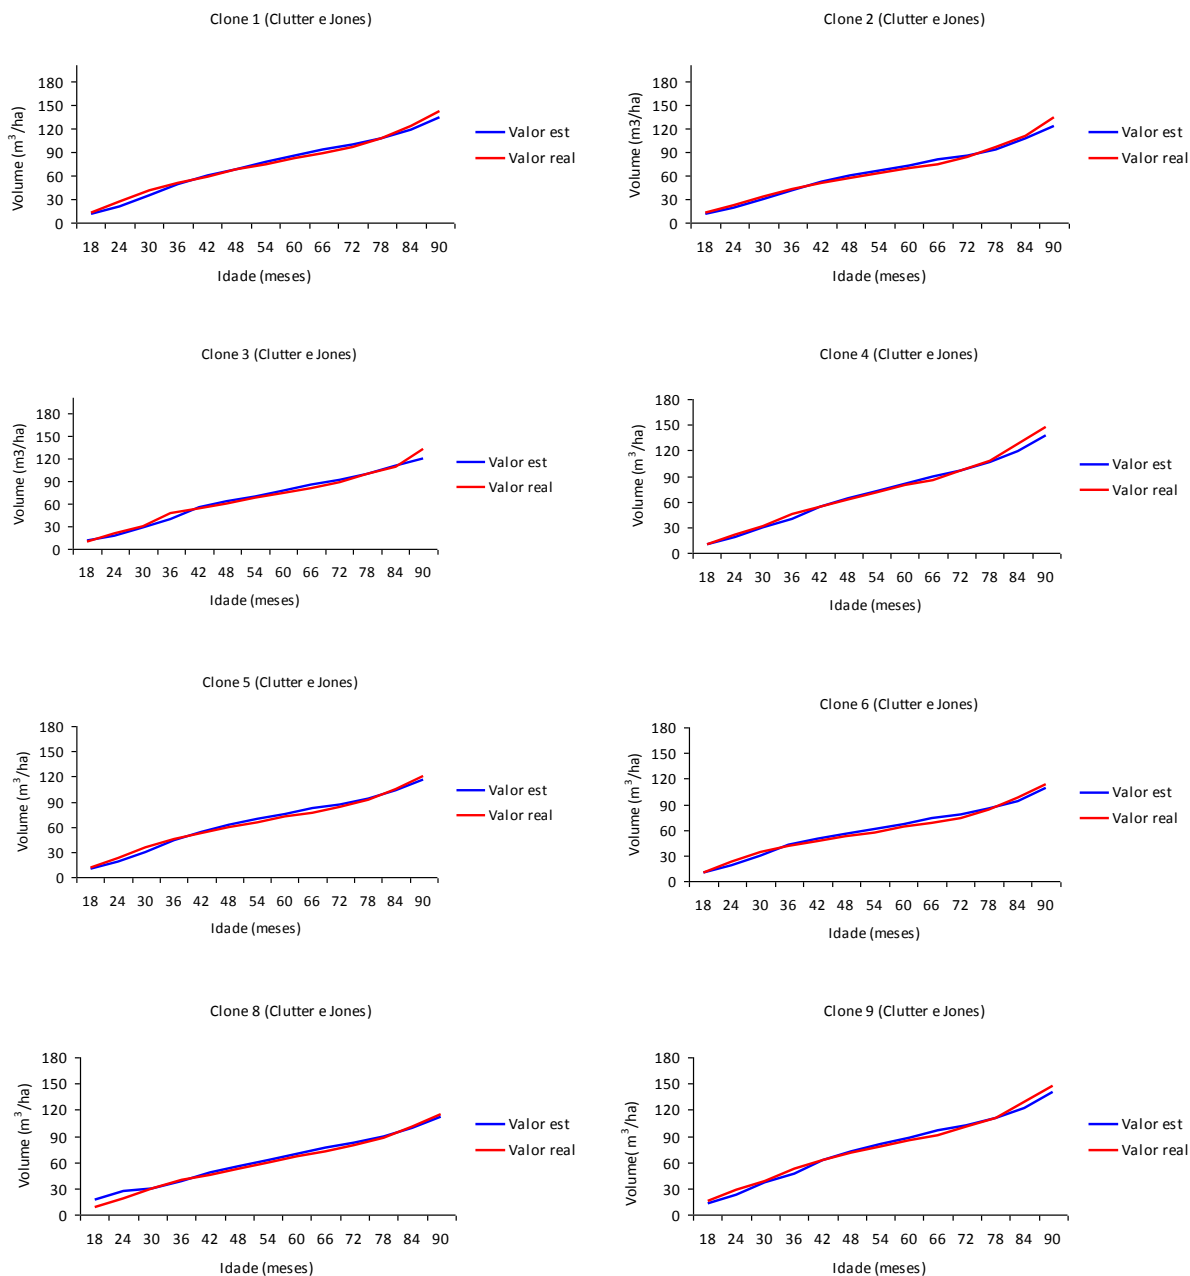 Clone 1 (Clutter e Jones)
Volume (m³/ha)
180
150
120
90
60
30
0
18 24 30 36 42 48 54 60 66 72 78 84 90
Idade (meses)
Valor est
Valor real
Clone 2 (Clutter e Jones)
Volume (m3/ha)
180
150
120
90
60
30
0
18 24 30 36 42 48 54 60 66 72 78 84 90
Idade (meses)
Valor est
Valor real
Clone 3 (Clutter e Jones)
Volume (m3/ha)
180
150
120
90
60
30
0
18 24 30 36 42 48 54 60 66 72 78 84 90
Idade (meses)
Valor est
Valor real
Clone 4 (Clutter e Jones)
Volume (m³/ha)
180
150
120
90
60
30
0
18 24 30 36 42 48 54 60 66 72 78 84 90
Idade (meses)
Valor est
Valor real
Clone 5 (Clutter e Jones)
Volume (m³/ha)
180
150
120
90
60
30
0
18 24 30 36 42 48 54 60 66 72 78 84 90
Idade (meses)
Valor est
Valor real
Clone 6 (Clutter e Jones)
Volume (m³/ha)
180
150
120
90
60
30
0
18 24 30 36 42 48 54 60 66 72 78 84 90
Idade (meses)
Valor est
Valor real
Clone 8 (Clutter e Jones)
Volume (m³/ha)
180
150
120
90
60
30
0
18 24 30 36 42 48 54 60 66 72 78 84 90
Idade (meses)
Valor est
Valor real
Clone 9 (Clutter e Jones)
Volume( m³/ha)
180
150
120
90
60
30
0
18 24 30 36 42 48 54 60 66 72 78 84 90
Idade (meses)
Valor est
Valor real